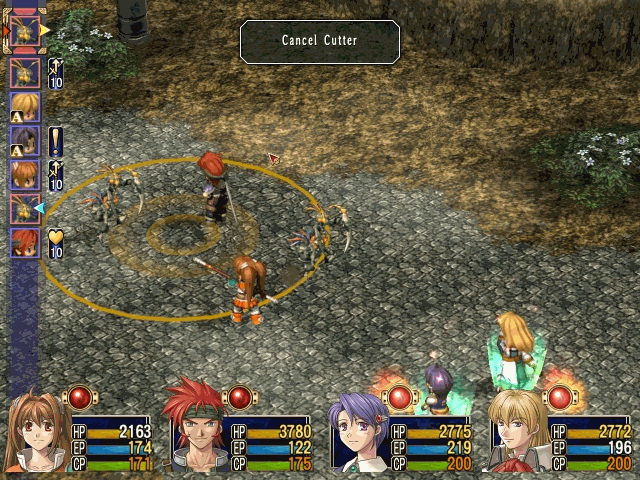 Cancel Cutter
10
A
A
10
10
HP 2163
EP 174
CP 171
HP 3780
EP 122
CP 175
HP 2775
EP 219
CP 200
HP 2772
EP 196
CP 200